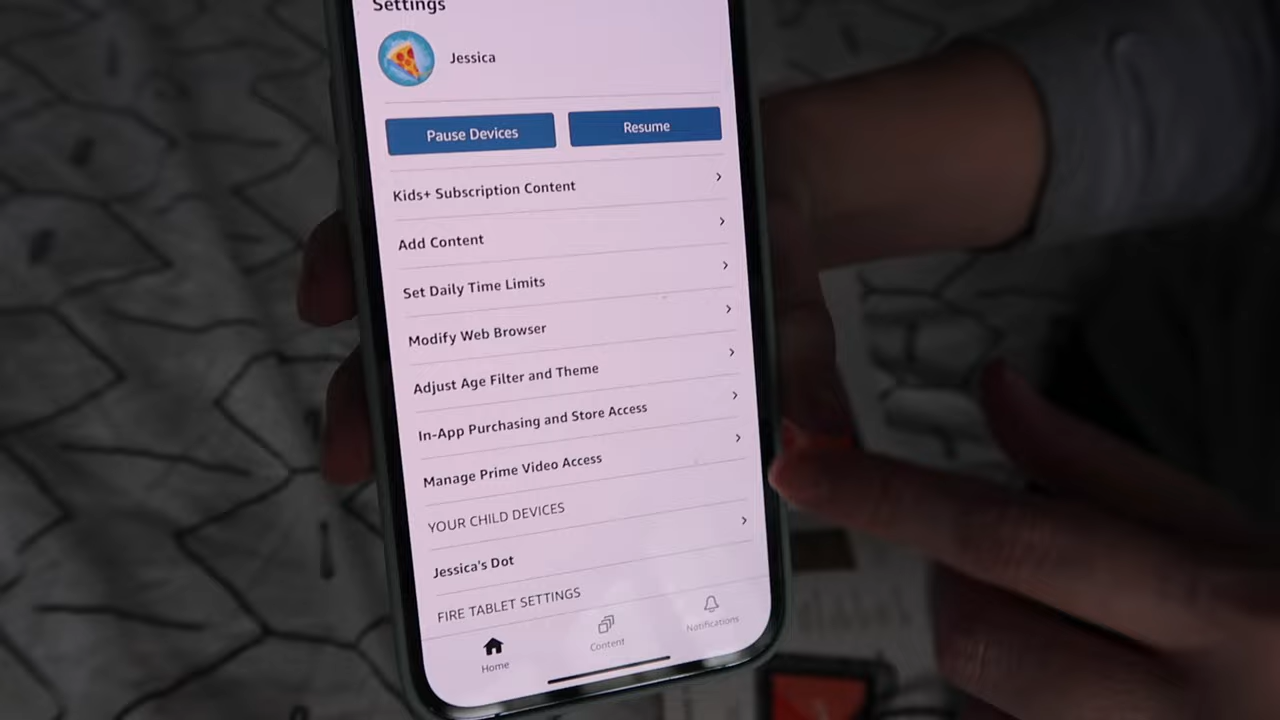 Settings
Jessica
Pause Devices
Resume
Kids+ Subscription Content
Add Content
Set Daily Time Limits
Modify Web Browser
Adjust Age Filter and Theme
In-App Purchasing and Store Access
Manage Prime Video Access
YOUR CHILD DEVICES
Jessica's Dot
FIRE TABLET SETTINGS
Home
Content
Notifications